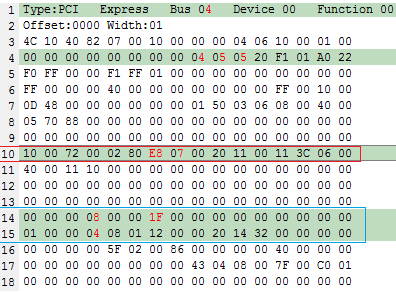 1 Type:PCI Express Bus 04 Device 00 Function 00
2 Offset:0000 Width:01
3 4C 10 40 82 07 00 10 00 00 00 04 06 10 00 01 00
4 00 00 00 00 00 00 00 00 04 05 05 20 F1 01 A0 22
5 F0 FF 00 00 F1 FF 01 00 00 00 00 00 00 00 00 00
6 FF 00 00 00 40 00 00 00 00 00 00 00 FF 00 10 00
7 0D 48 00 00 00 00 00 00 01 50 03 06 08 00 40 00
8 05 70 88 00 00 00 00 00 00 00 00 00 00 00 00 00
9 00 00 00 00 00 00 00 00 00 00 00 00 00 00 00 00
10 10 00 72 00 02 80 E8 07 00 20 11 00 11 3C 06 00
11 40 00 11 10 00 00 00 00 00 00 00 00 00 00 00 00
12 00 00 00 00 00 00 00 00 00 00 00 00 00 00 00 00
13 00 00 00 00 00 00 00 00 00 00 00 00 00 00 00 00
14 00 00 00 08 00 00 1F 00 00 00 00 00 00 00 00 00
15 01 00 00 04 08 01 12 00 00 20 14 32 00 00 00 00
16 00 00 00 00 5F 02 00 86 00 00 00 00 40 00 00 00
17 00 00 00 00 00 00 00 00 43 04 08 00 7F 00 C0 01
18 00 00 00 00 00 00 00 00 00 00 00 00 00 00 00 00